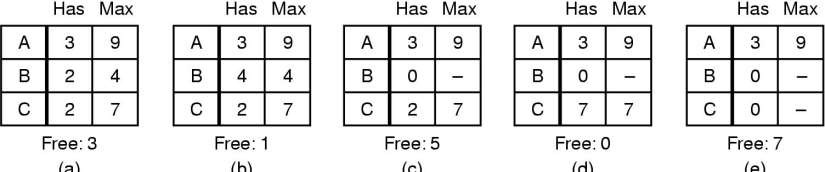 Has Max
A 3 9
B 2 4
C 2 7
Free: 3
(a)
Has Max
A 3 9
B 4 4
C 2 7
Free: 1
(b)
Has Max
A 3 9
B 0 –
C 2 7
Free: 5
(c)
Has Max
A 3 9
B 0 –
C 7 7
Free: 0
(d)
Has Max
A 3 9
B 0 –
C 0 –
Free: 7
(e)